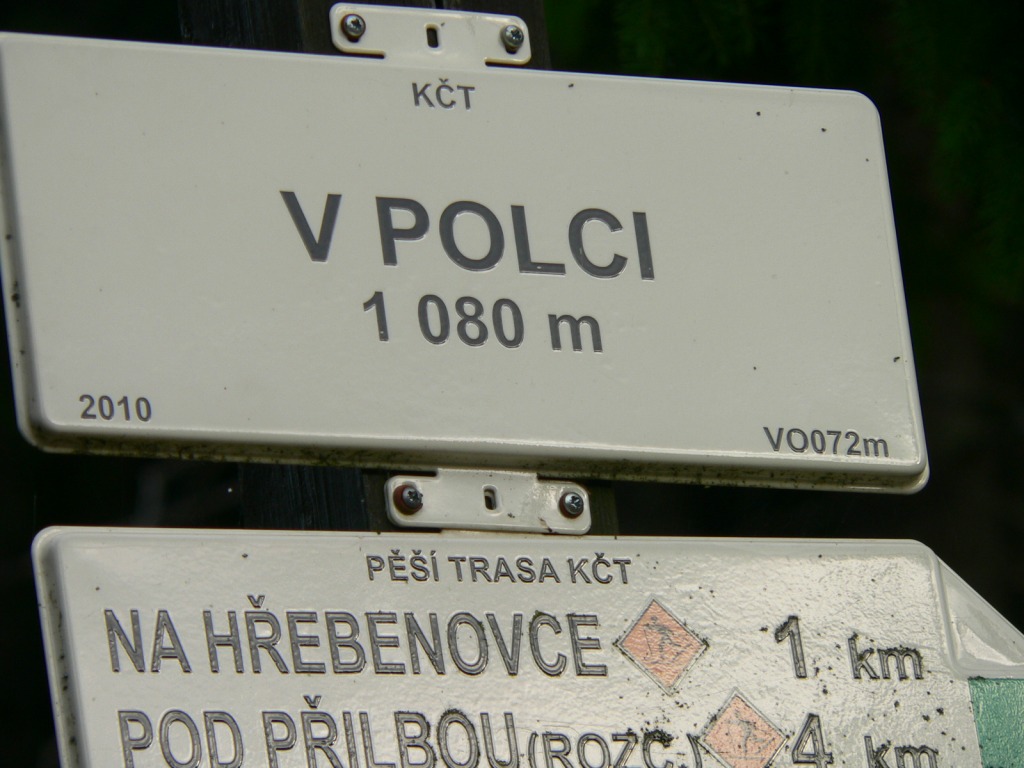 KČT
V POLCI
1 080 m
2010 VO072m
PĚŠÍ TRASA KČT
NA HŘEBENOVCE 1 km
POD PŘILBOU (ROZC.) 4 km